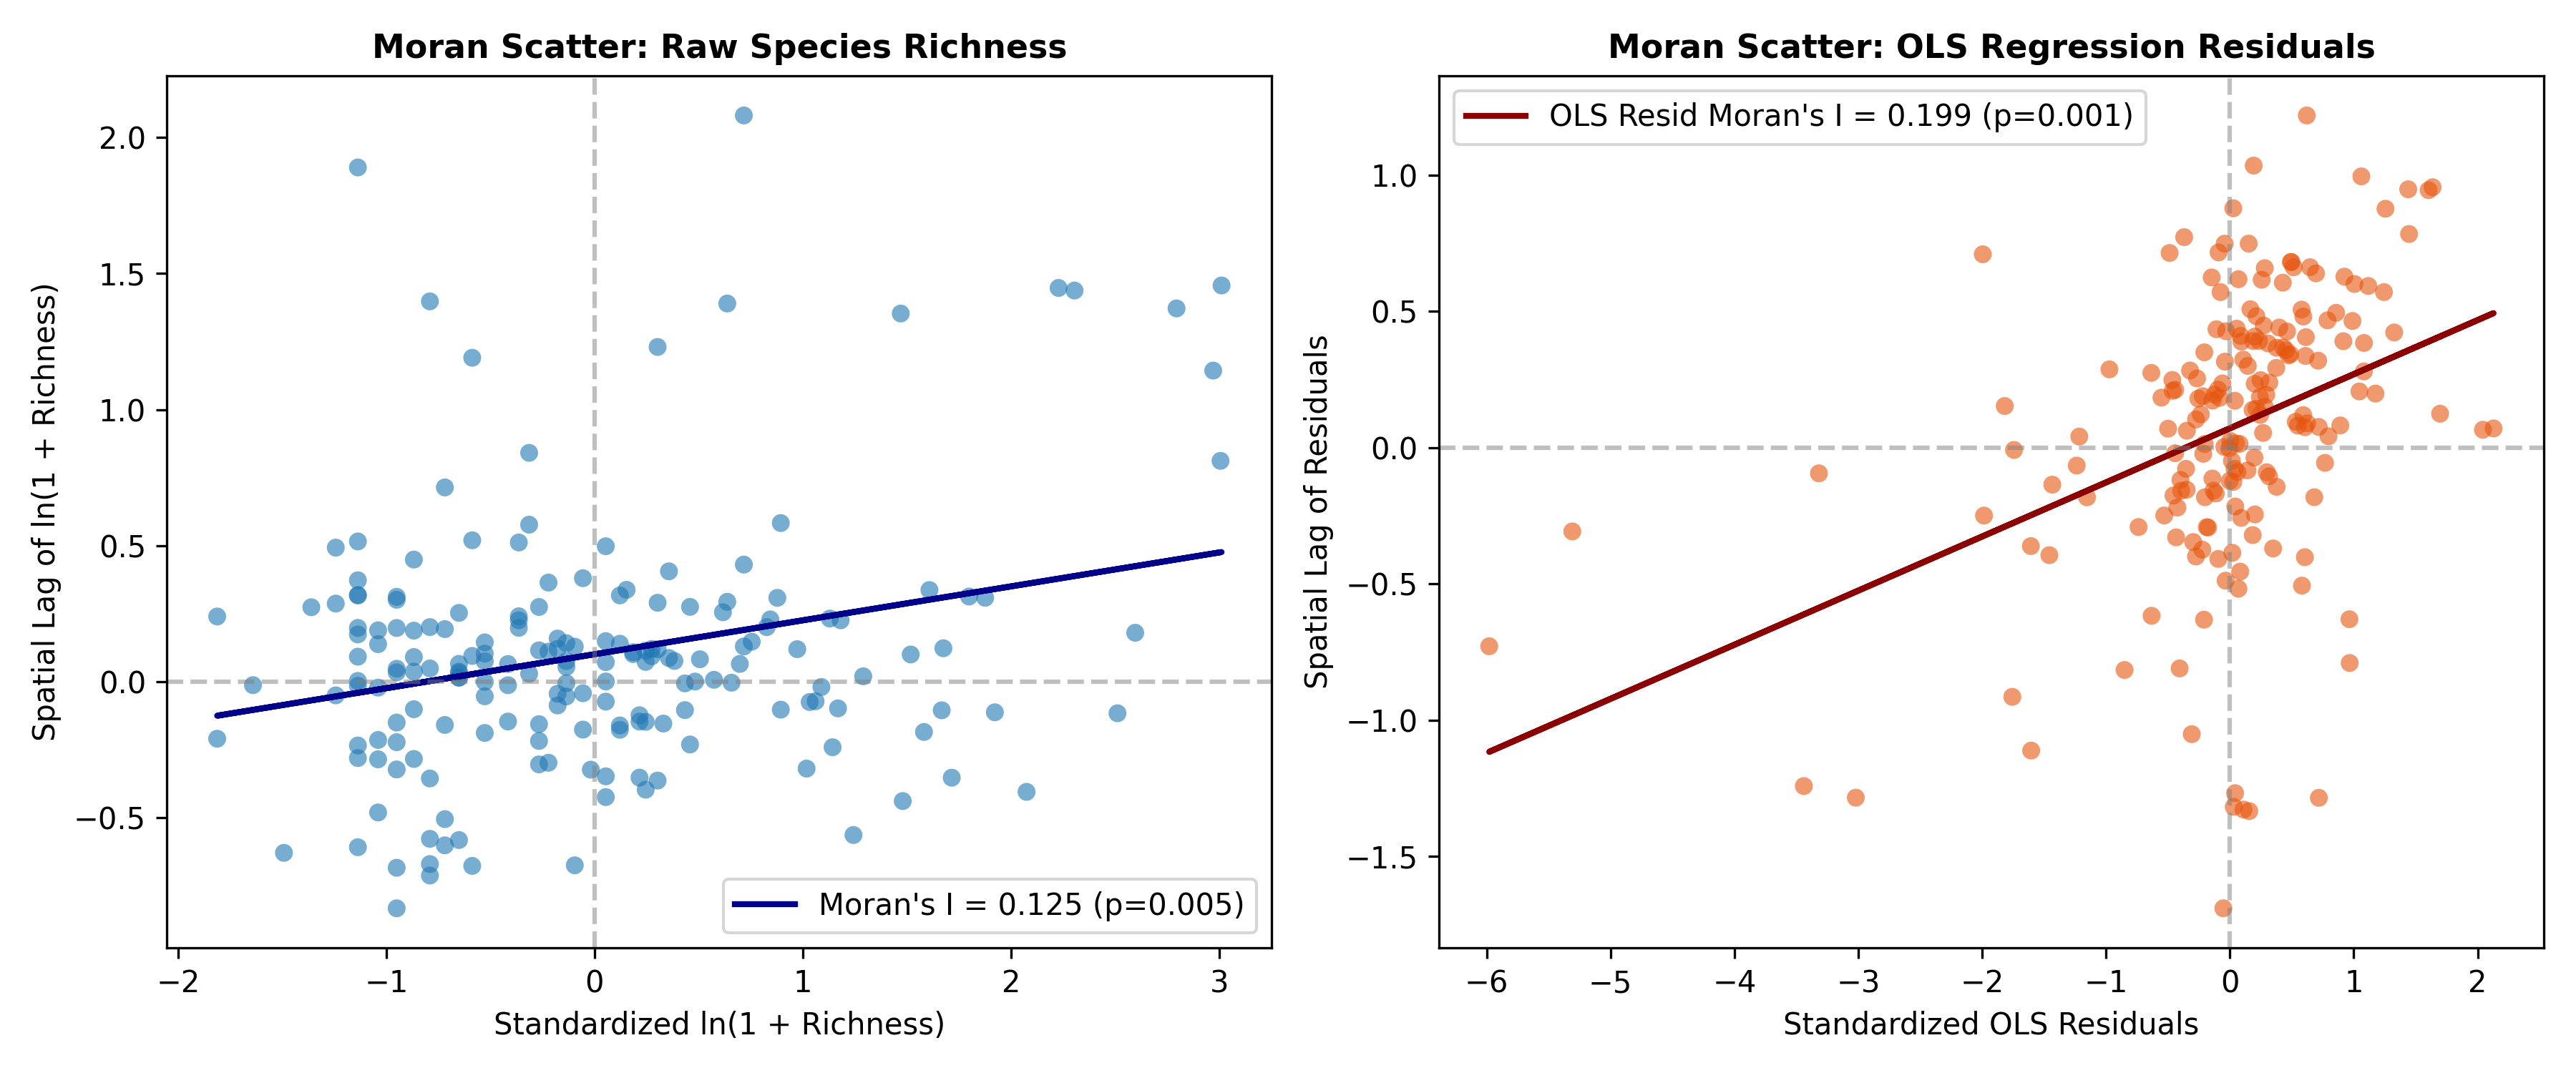 Moran Scatter: Raw Species Richness
Spatial Lag of ln(1 + Richness)
2.0
1.5
1.0
0.5
0.0
−0.5
Moran's I = 0.125 (p=0.005)
−2 −1 0 1 2 3
Standardized ln(1 + Richness)
Moran Scatter: OLS Regression Residuals
OLS Resid Moran's I = 0.199 (p=0.001)
Spatial Lag of Residuals
1.0
0.5
0.0
−0.5
−1.0
−1.5
−6 −5 −4 −3 −2 −1 0 1 2
Standardized OLS Residuals